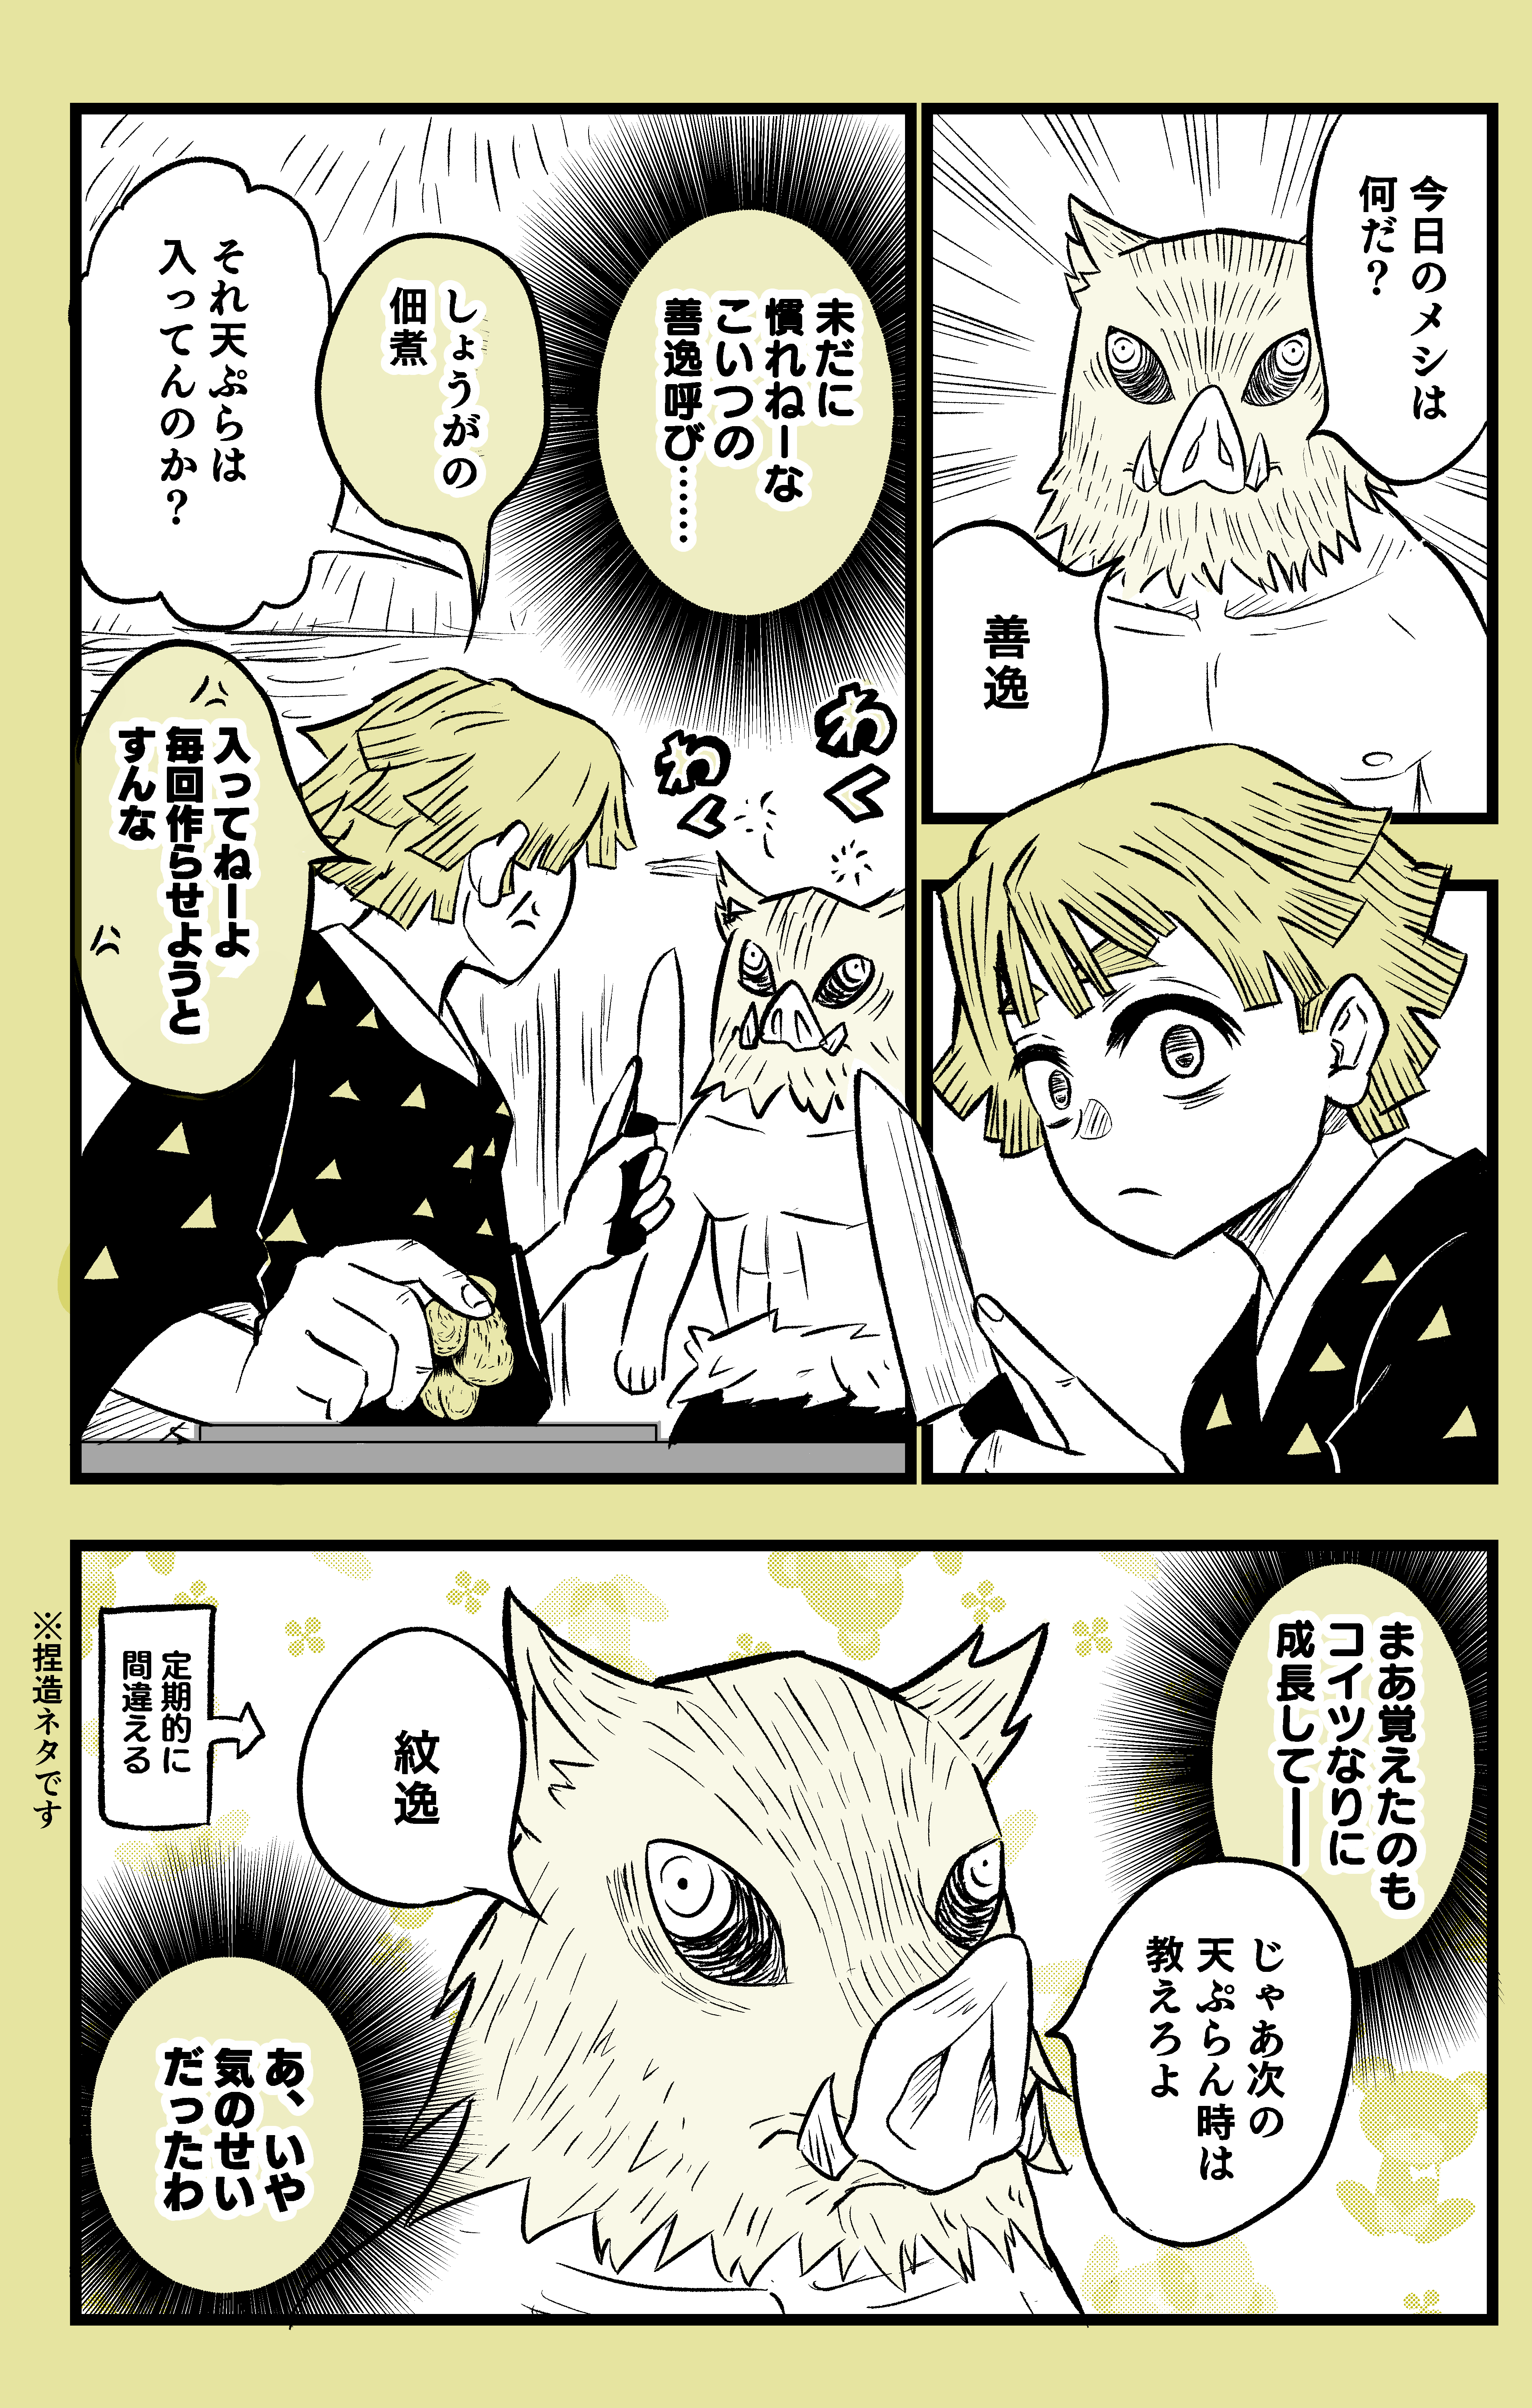 今日のメシは
何だ?
善逸
未だに
慣れねーな
こいつの
善逸呼び……
しょうがの
佃煮
それ天ぷらは
入ってんのか?
わく
わく
入ってねーよ
毎回作らせようと
すんな
まあ覚えたのも
コイツなりに
成長して――
じゃあ次の
天ぷらん時は
教えろよ
紋逸
定期的に
間違える
あ、いや
気のせい
だったわ
※捏造ネタです